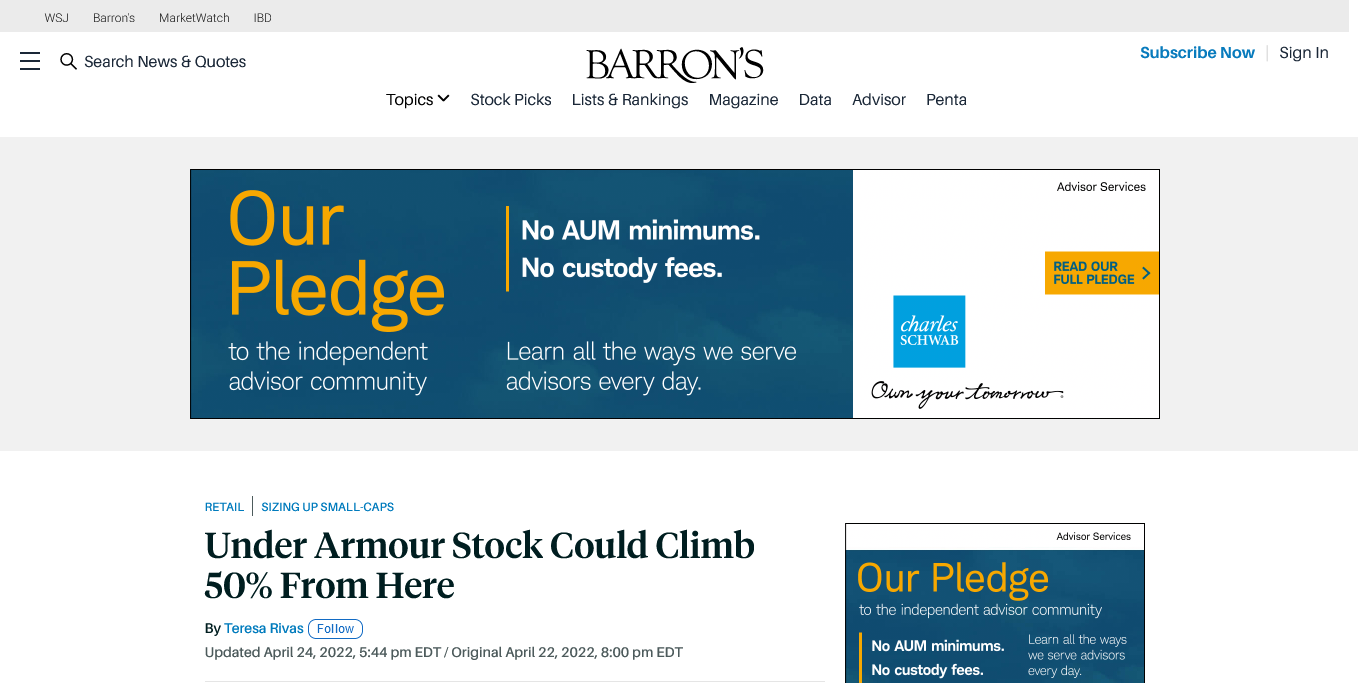 WSJ Barron's MarketWatch IBD
Search News & Quotes
BARRON'S
Subscribe Now Sign In
Topics Stock Picks Lists & Rankings Magazine Data Advisor Penta
Our
Pledge
to the independent
advisor community
No AUM minimums.
No custody fees.
Learn all the ways we serve
advisors every day.
Advisor Services
READ OUR
FULL PLEDGE
charles
SCHWAB
Own your tomorrow
RETAIL SIZING UP SMALL-CAPS
Under Armour Stock Could Climb
50% From Here
By Teresa Rivas Follow
Updated April 24, 2022, 5:44 pm EDT / Original April 22, 2022, 8:00 pm EDT
Advisor Services
Our Pledge
to the independent advisor community
No AUM minimums.
No custody fees.
Learn all the ways
we serve advisors
every day.